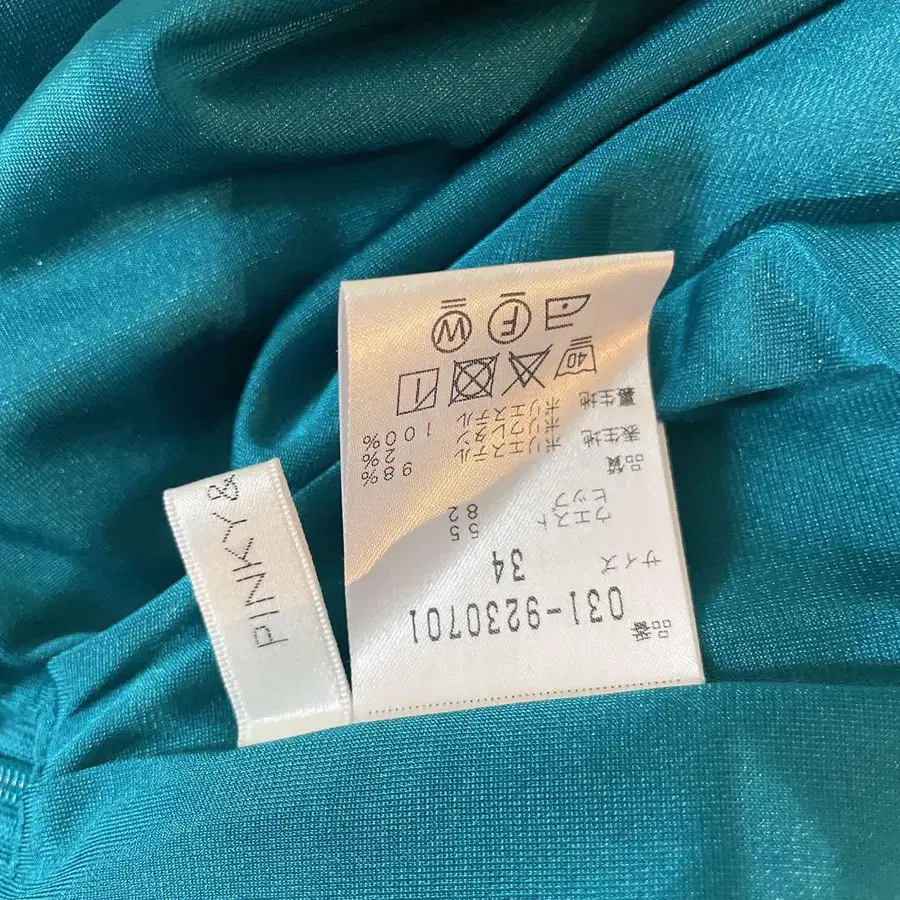 品番 031-9230701
サイズ 34
ウエスト 55
ヒップ 82
品質
表生地 ポリエステル 98%
ポリウレタン 2%
裏生地 ポリエステル 100%
40
F W
PINKY&